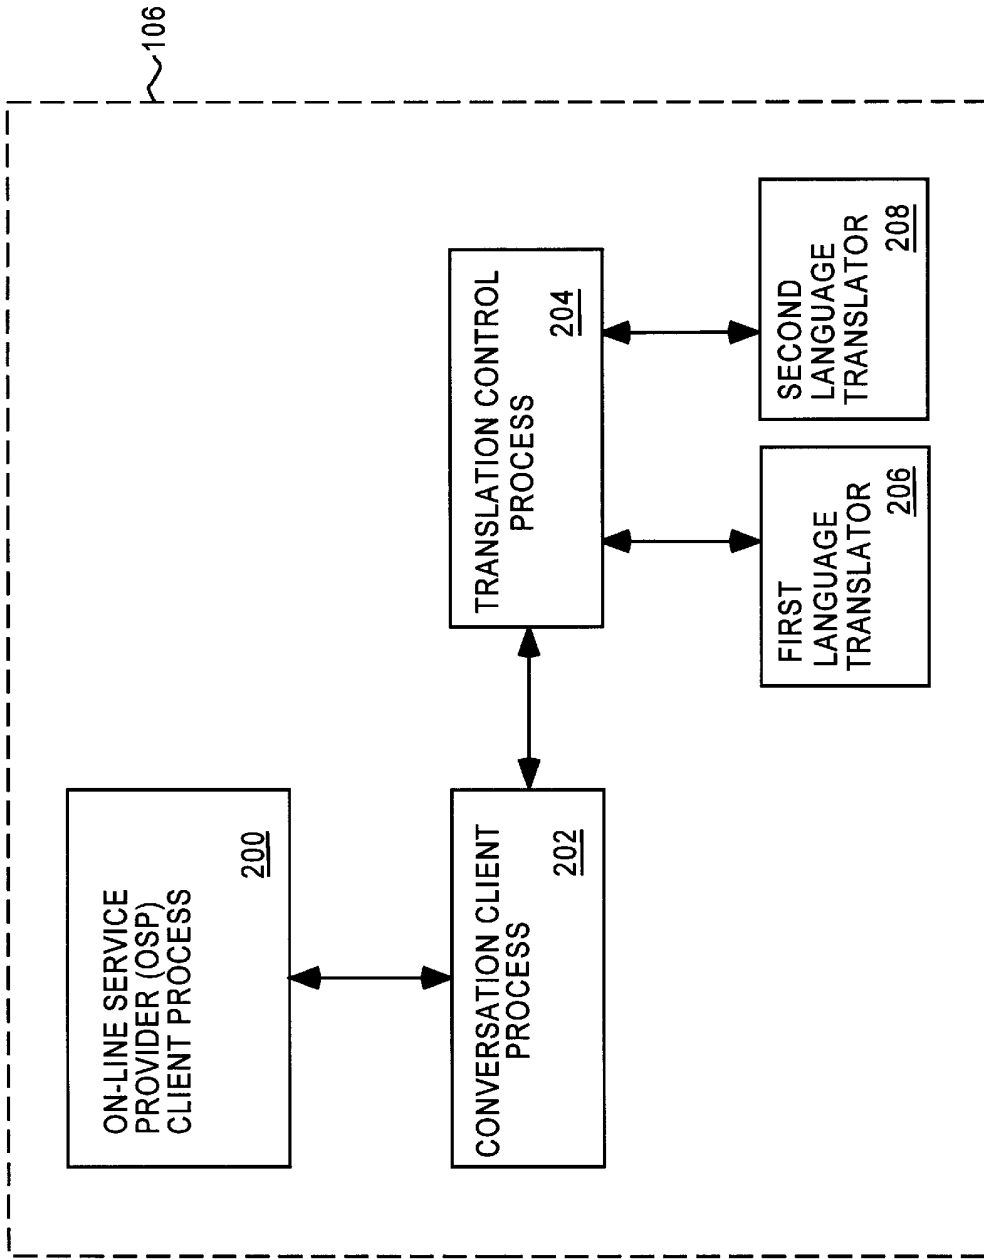 106
ON-LINE SERVICE
PROVIDER (OSP)
CLIENT PROCESS
200
CONVERSATION CLIENT
PROCESS
202
TRANSLATION CONTROL
PROCESS
204
FIRST
LANGUAGE
TRANSLATOR
206
SECOND
LANGUAGE
TRANSLATOR
208